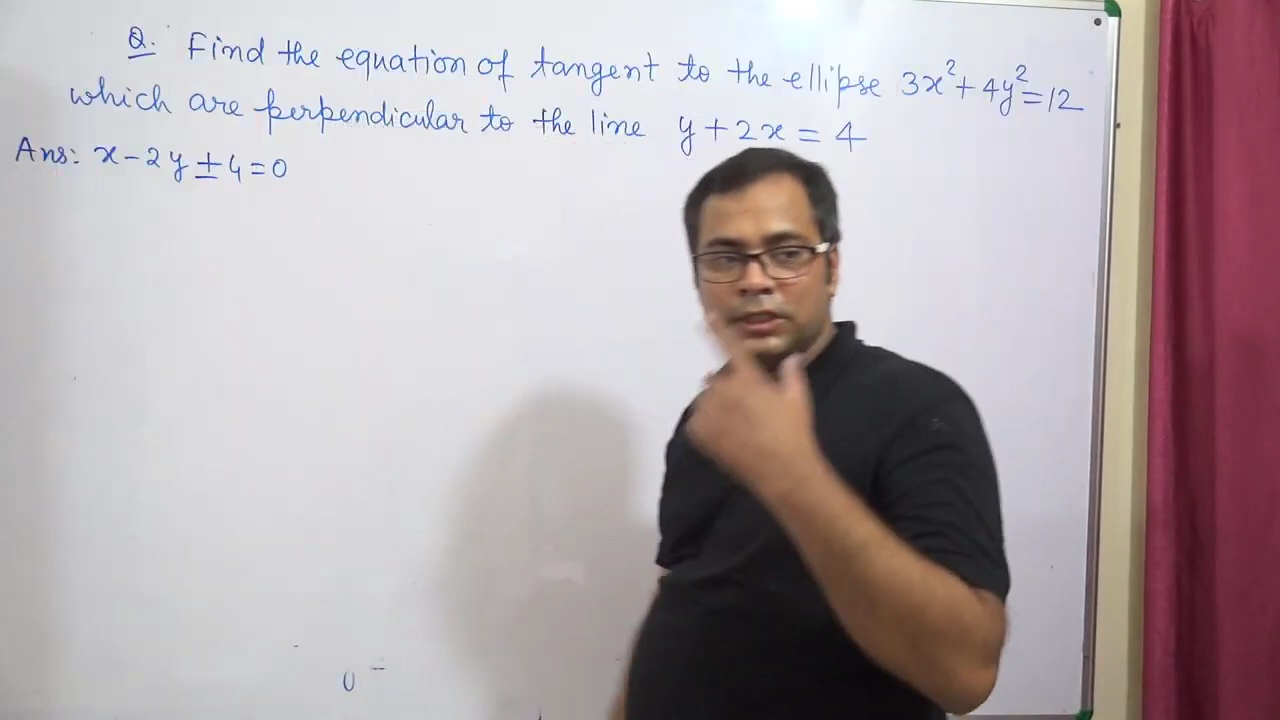 Q. Find the equation of tangent to the ellipse 3x²+4y²=12
which are perpendicular to the line y+2x=4
Ans: x-2y±4=0